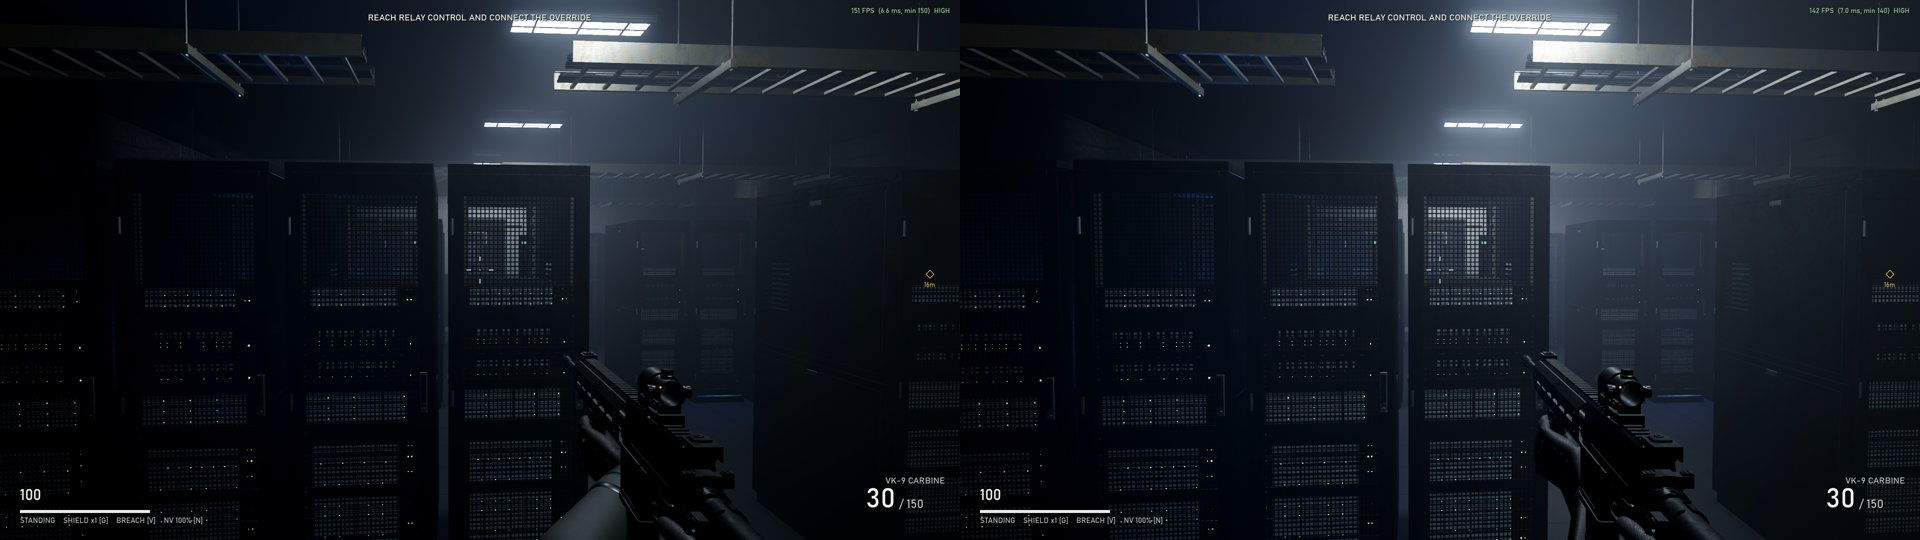 REACH RELAY CONTROL AND CONNECT THE OVERRIDE
151 FPS (6.6 ms, min 150) HIGH
16m
VK-9 CARBINE
30 / 150
100
STANDING SHIELD x1 [G] BREACH [V] - NV 100% [N] -
REACH RELAY CONTROL AND CONNECT THE OVERRIDE
142 FPS (7.0 ms, min 140) HIGH
16m
VK-9 CARBINE
30 / 150
100
STANDING SHIELD x1 [G] BREACH [V] - NV 100% [N] -